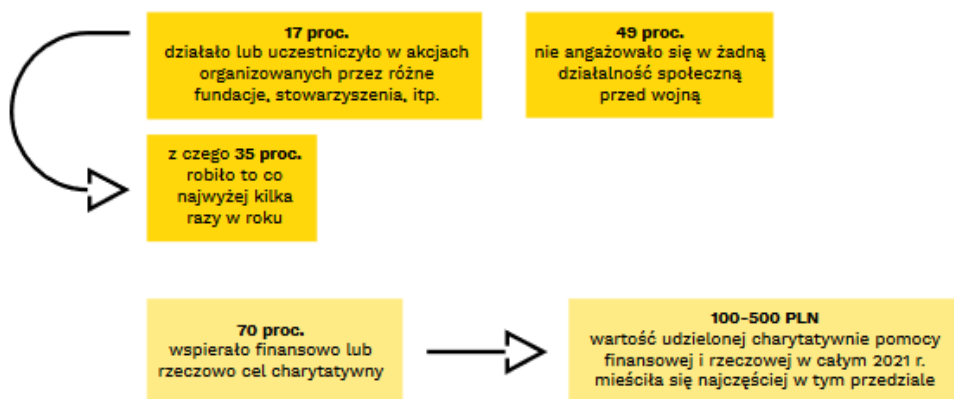 17 proc.
działało lub uczestniczyło w akcjach
organizowanych przez różne
fundacje, stowarzyszenia, itp.
49 proc.
nie angażowało się w żadną
działalność społeczną
przed wojną
z czego 35 proc.
robiło to co
najwyżej kilka
razy w roku
70 proc.
wspierało finansowo lub
rzeczowo cel charytatywny
100-500 PLN
wartość udzielonej charytatywnie pomocy
finansowej i rzeczowej w całym 2021 r.
mieściła się najczęściej w tym przedziale